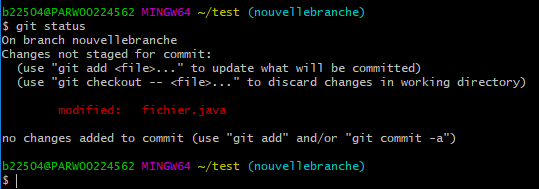 b22504@PARW00224562 MINGW64 ~/test (nouvellebranche)
$ git status
On branch nouvellebranche
Changes not staged for commit:
  (use "git add <file>..." to update what will be committed)
  (use "git checkout -- <file>..." to discard changes in working directory)
        modified:   fichier.java
no changes added to commit (use "git add" and/or "git commit -a")
b22504@PARW00224562 MINGW64 ~/test (nouvellebranche)
$